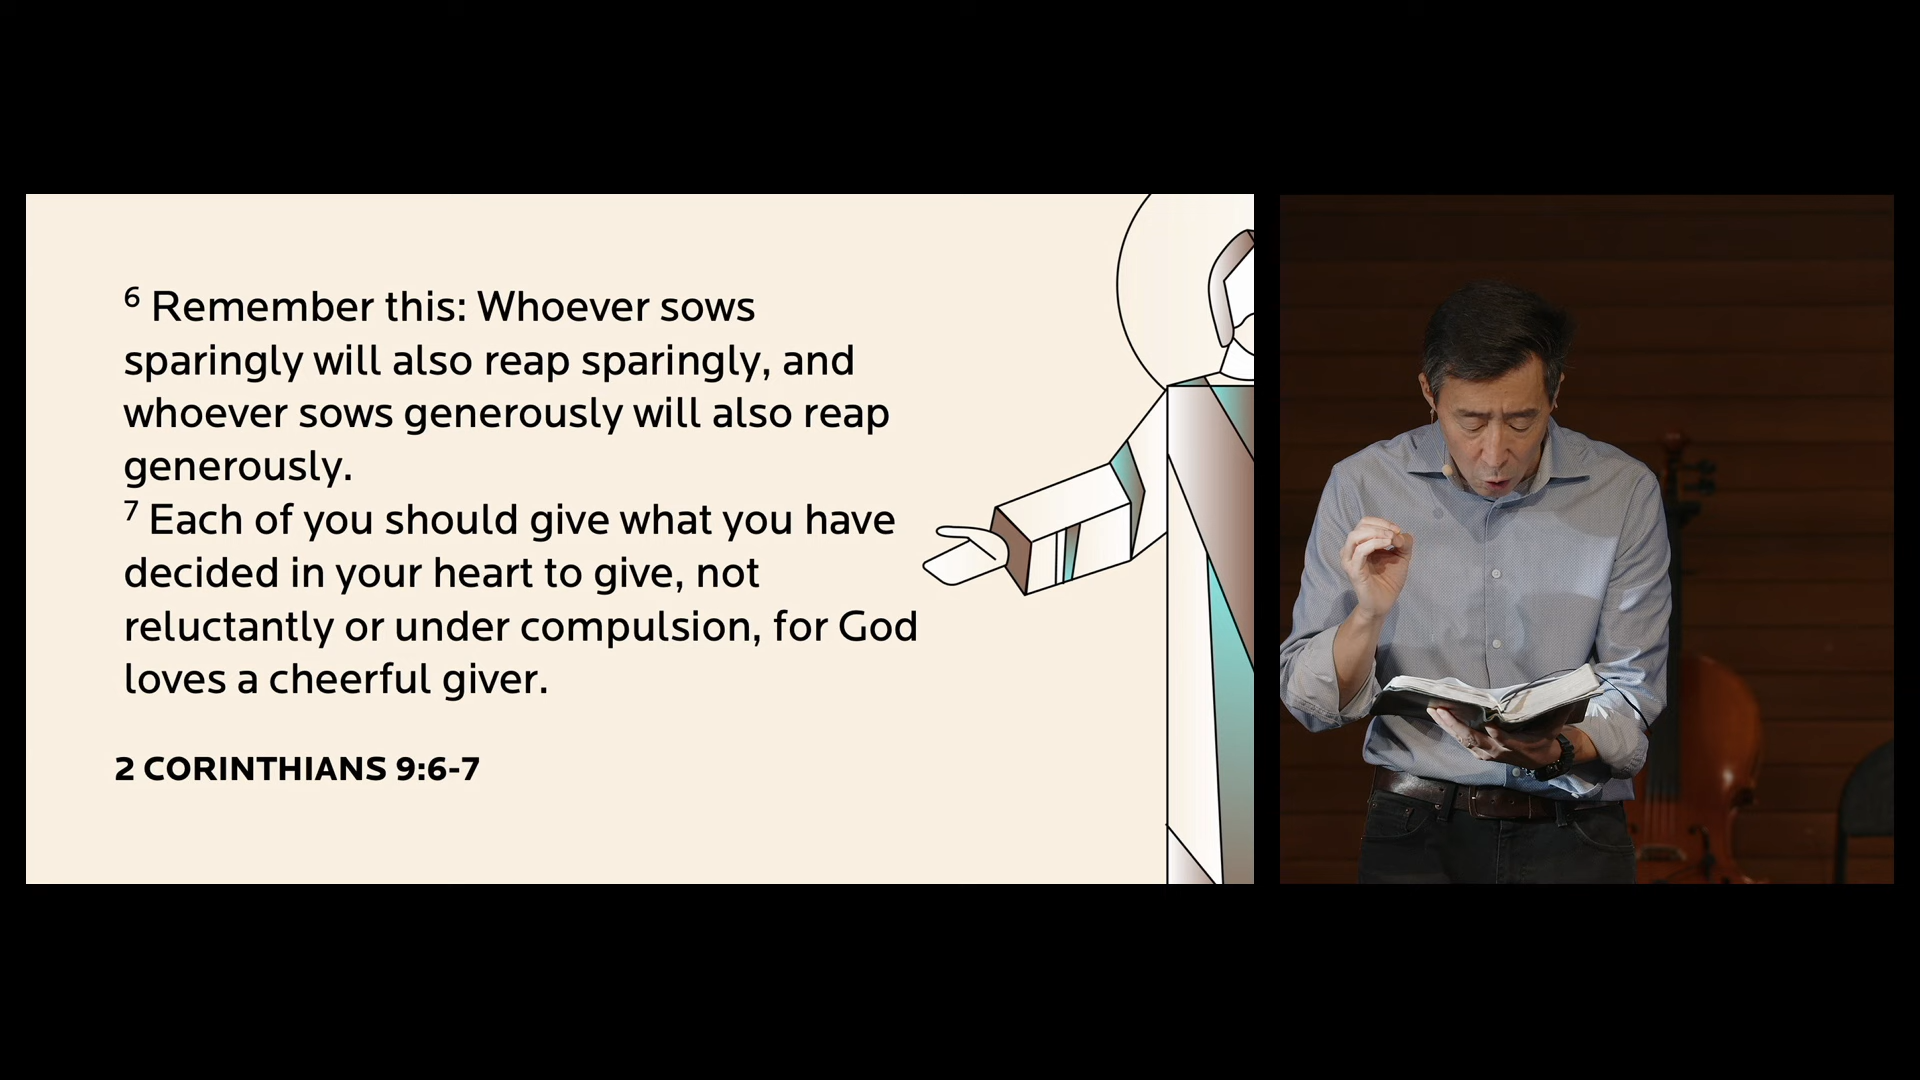 6 Remember this: Whoever sows
sparingly will also reap sparingly, and
whoever sows generously will also reap
generously.
7 Each of you should give what you have
decided in your heart to give, not
reluctantly or under compulsion, for God
loves a cheerful giver.
2 CORINTHIANS 9:6-7